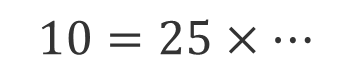 10 = 25 × ⋯